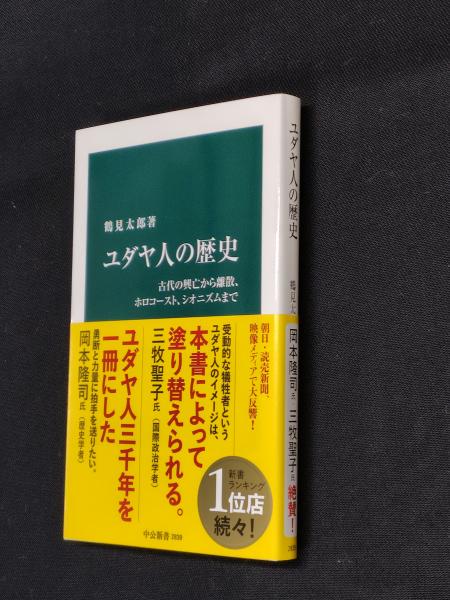 鶴見太郎著
ユダヤ人の歴史
古代の興亡から離散、
ホロコースト、シオニズムまで
朝日・読売新聞、
映像メディアで大反響!
受動的な犠牲者という
ユダヤ人のイメージは、
本書によって
塗り替えられる。
三牧聖子氏(国際政治学者)
ユダヤ人三千年を
一冊にした
勇断と力量に拍手を送りたい。
岡本隆司氏(歴史学者)
新書
ランキング
1位店
続々!
中公新書 2839
ユダヤ人の歴史
鶴見太
岡本隆司氏 三牧聖子氏 絶賛!
2839